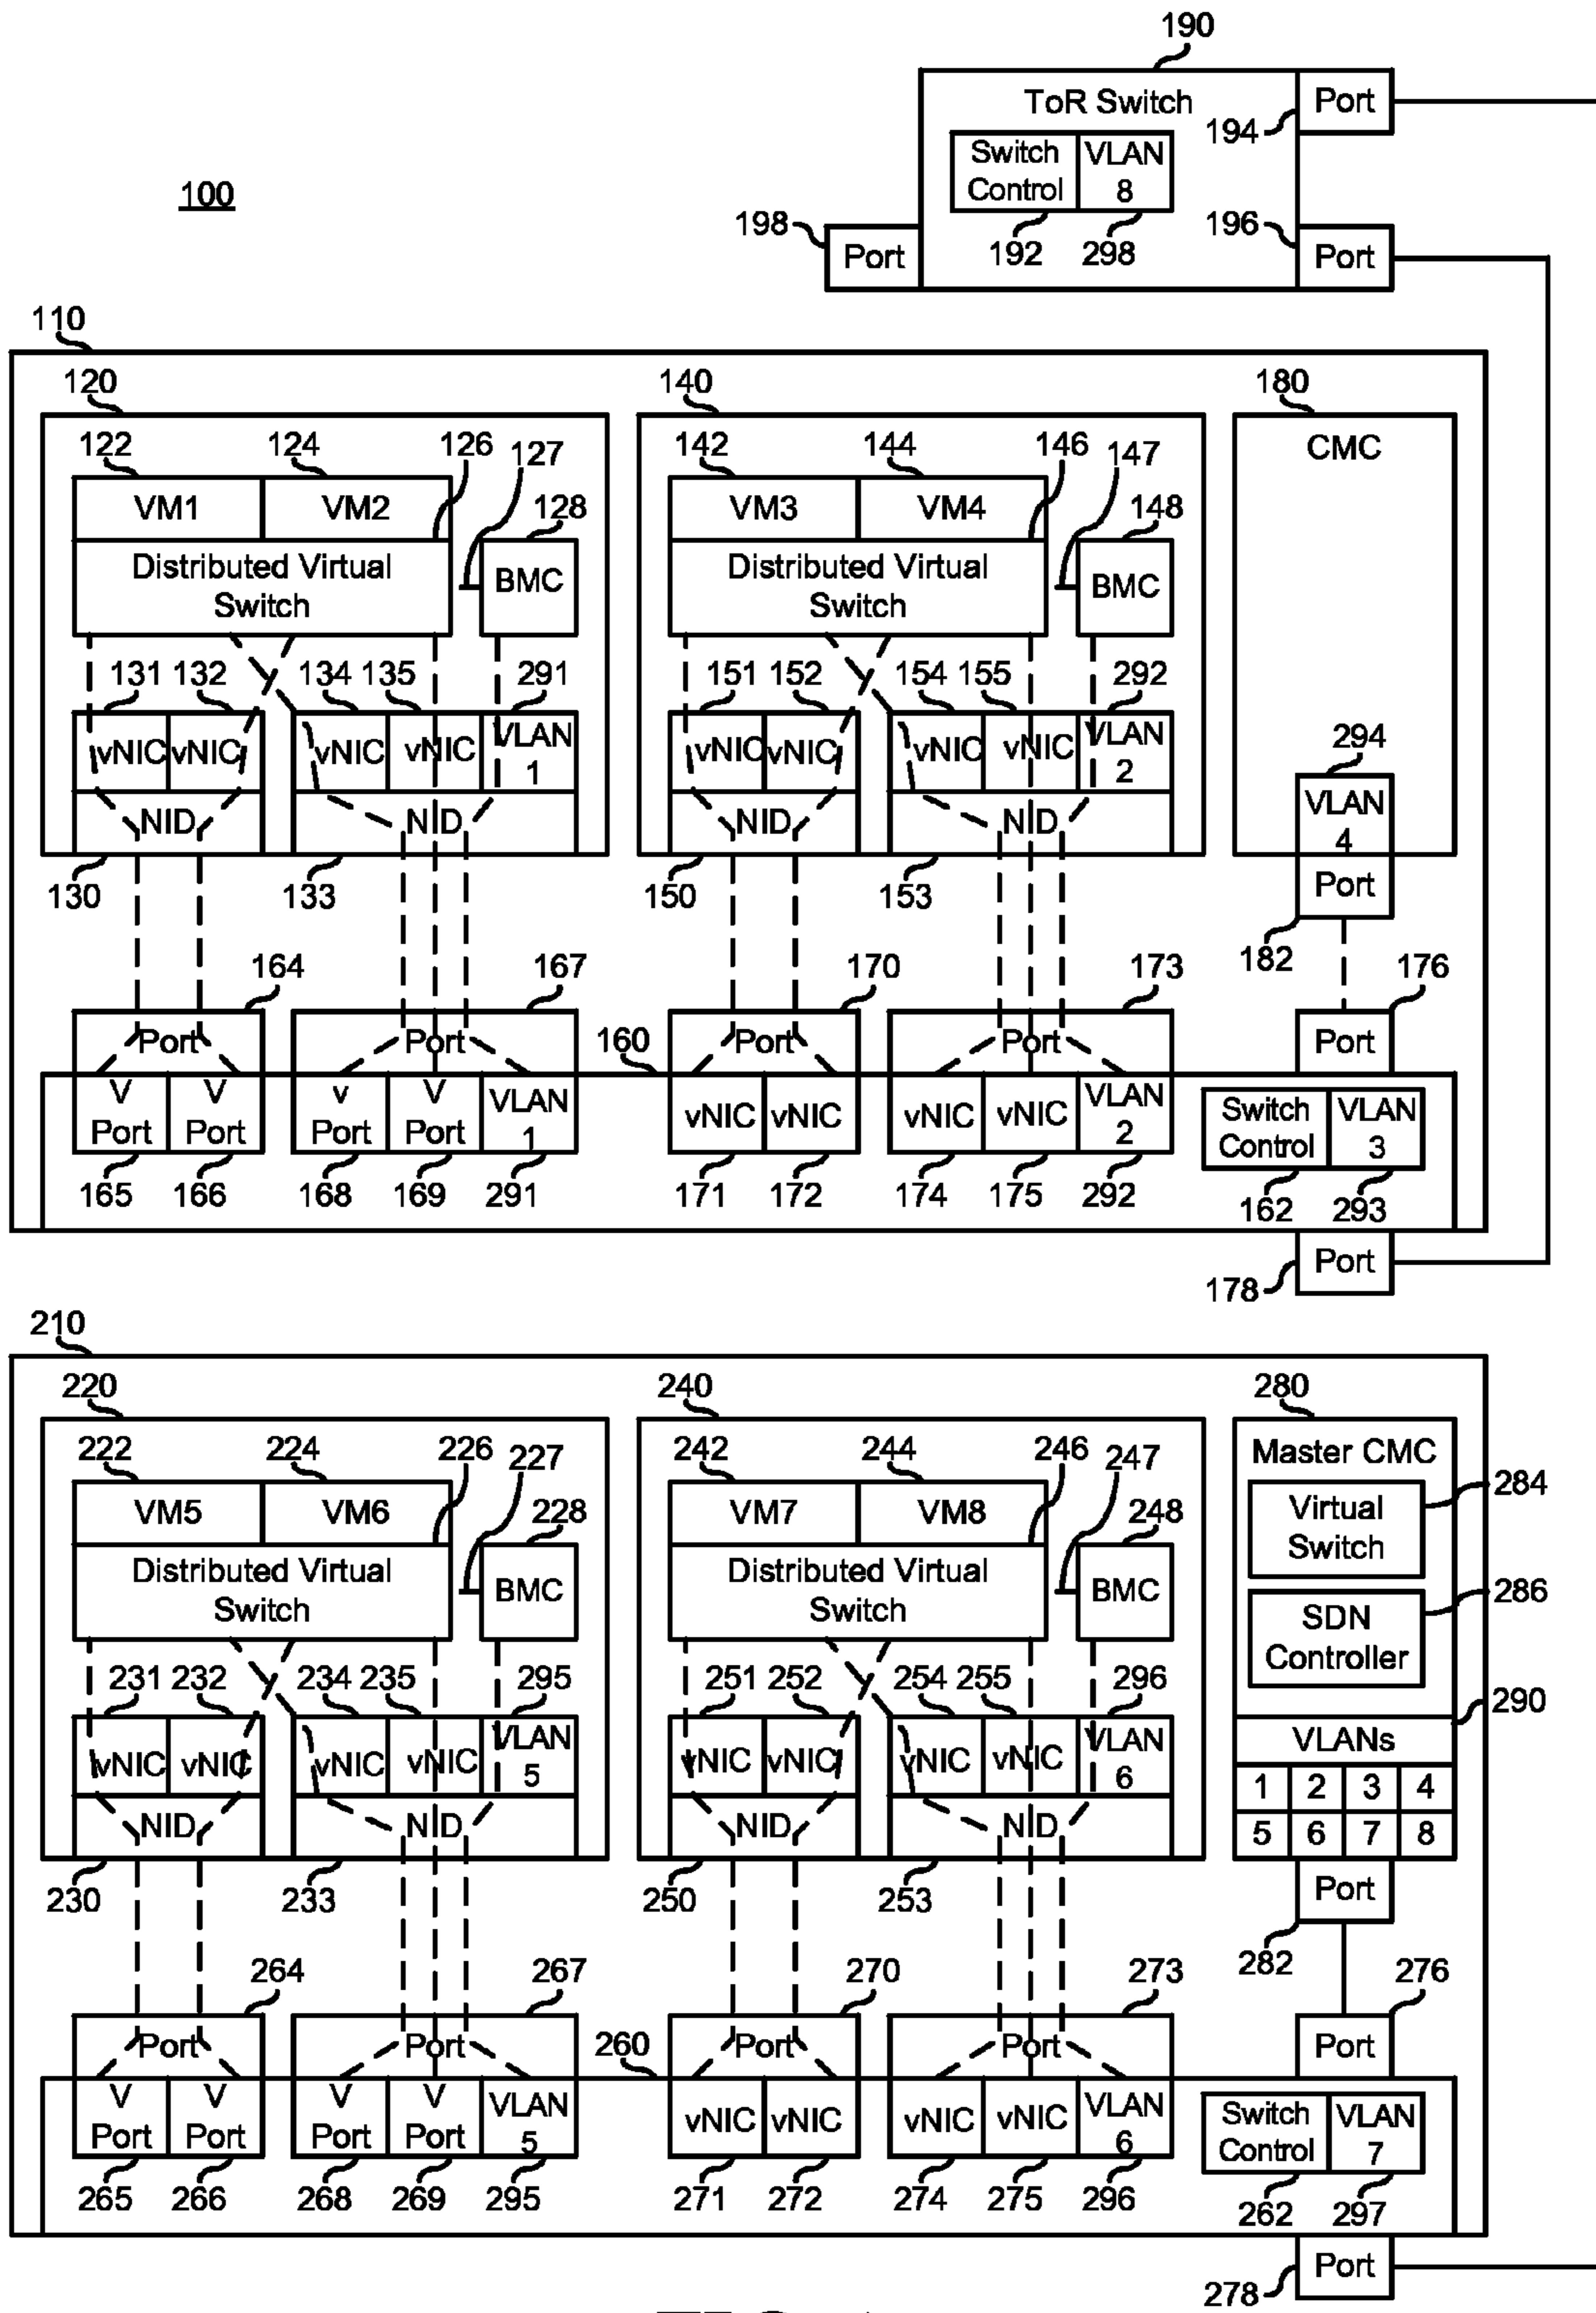 190
ToR Switch
Port
194
Switch Control
VLAN 8
100
198
Port
192
298
196
Port
110
120
140
180
122
124
126
127
142
144
146
147
CMC
VM1
VM2
128
VM3
VM4
148
Distributed Virtual Switch
BMC
Distributed Virtual Switch
BMC
131
132
134
135
291
151
152
154
155
292
294
vNIC
vNIC
vNIC
vNIC
VLAN 1
vNIC
vNIC
vNIC
vNIC
VLAN 2
VLAN 4
NID
NID
NID
NID
130
133
150
153
Port
182
164
167
170
173
176
Port
Port
160
Port
Port
Port
V Port
V Port
v Port
V Port
VLAN 1
vNIC
vNIC
vNIC
vNIC
VLAN 2
Switch Control
VLAN 3
165
166
168
169
291
171
172
174
175
292
162
293
178
Port
210
220
240
280
222
224
226
227
242
244
246
247
Master CMC
VM5
VM6
228
VM7
VM8
248
Virtual Switch
284
Distributed Virtual Switch
BMC
Distributed Virtual Switch
BMC
SDN Controller
286
231
232
234
235
295
251
252
254
255
296
290
vNIC
vNIC
vNIC
vNIC
VLAN 5
vNIC
vNIC
vNIC
vNIC
VLAN 6
VLANs
1 2 3 4
5 6 7 8
NID
NID
NID
NID
230
233
250
253
Port
282
264
267
270
273
276
Port
Port
260
Port
Port
Port
V Port
V Port
V Port
V Port
VLAN 5
vNIC
vNIC
vNIC
vNIC
VLAN 6
Switch Control
VLAN 7
265
266
268
269
295
271
272
274
275
296
262
297
278
Port